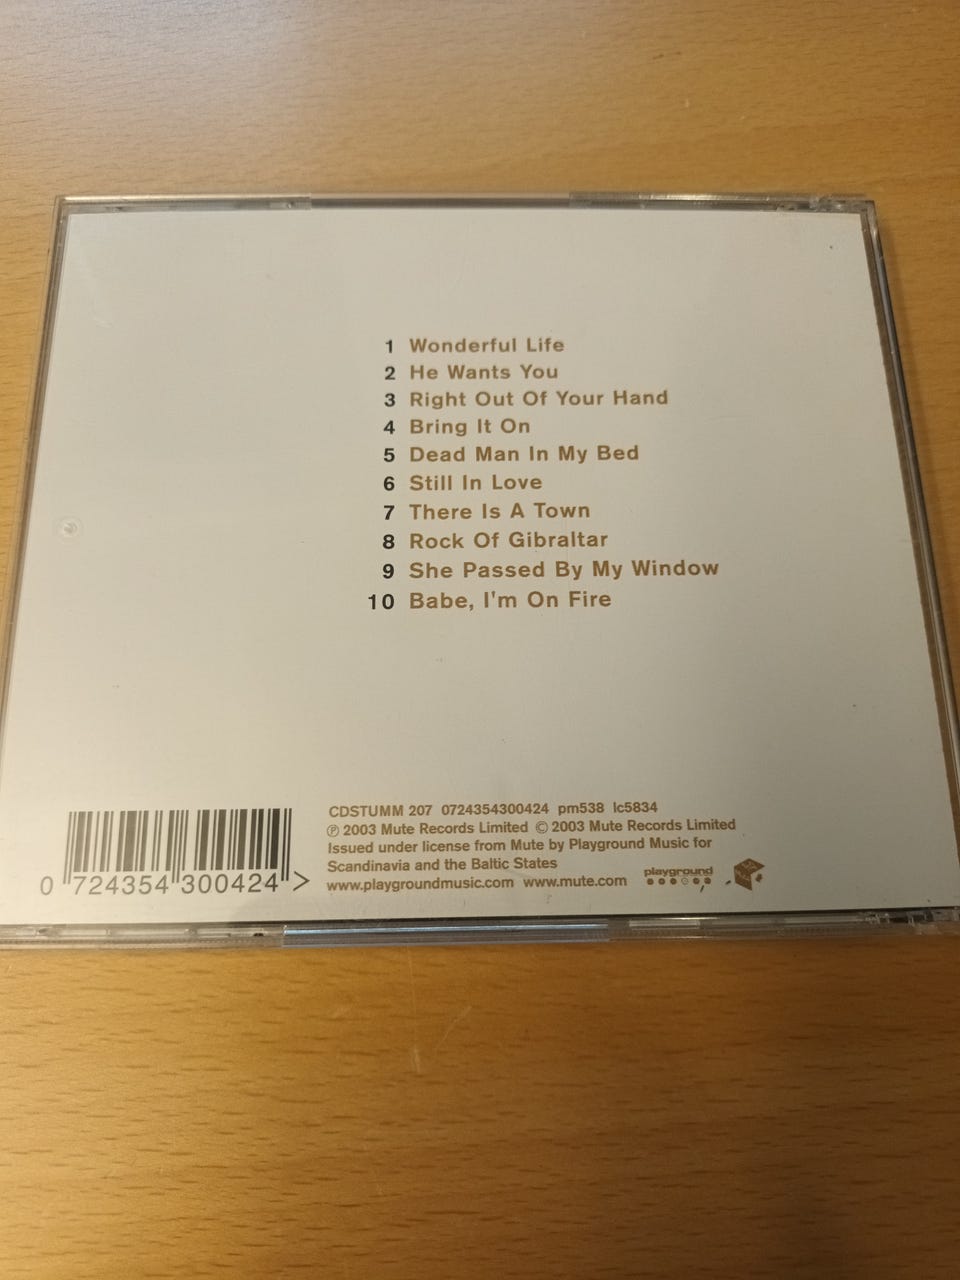 1 Wonderful Life
2 He Wants You
3 Right Out Of Your Hand
4 Bring It On
5 Dead Man In My Bed
6 Still In Love
7 There Is A Town
8 Rock Of Gibraltar
9 She Passed By My Window
10 Babe, I'm On Fire
CDSTUMM 207 0724354300424 pm538 lc5834
℗ 2003 Mute Records Limited © 2003 Mute Records Limited
Issued under license from Mute by Playground Music for
Scandinavia and the Baltic States
www.playgroundmusic.com www.mute.com
playground
0 724354 300424 >